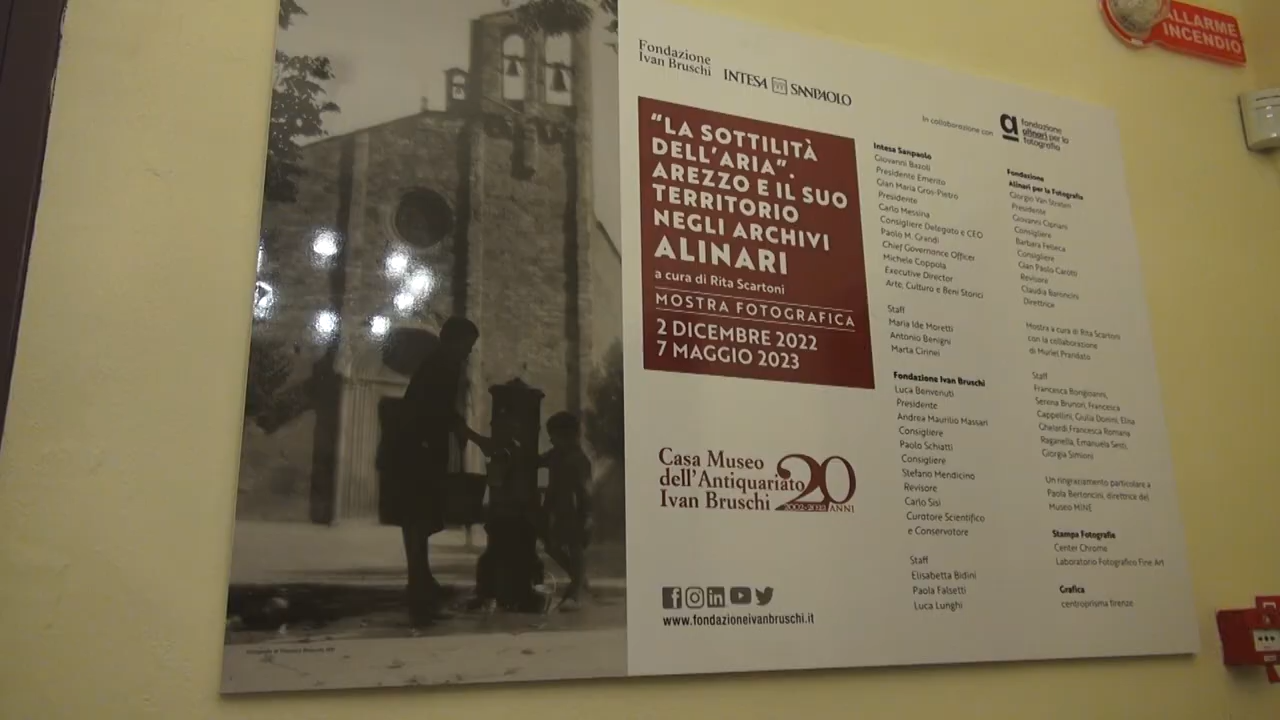 Fondazione
Ivan Bruschi
INTESA SANPAOLO
"LA SOTTILITÀ
DELL'ARIA".
AREZZO E IL SUO
TERRITORIO
NEGLI ARCHIVI
ALINARI
a cura di Rita Scartoni
MOSTRA FOTOGRAFICA
2 DICEMBRE 2022
7 MAGGIO 2023
Casa Museo
dell'Antiquariato
Ivan Bruschi
20
2002-2022 ANNI
www.fondazioneivanbruschi.it
In collaborazione con
a fondazione
alinari per la
fotografia
Intesa Sanpaolo
Giovanni Bazoli
Presidente Emerito
Gian Maria Gros-Pietro
Presidente
Carlo Messina
Consigliere Delegato e CEO
Paolo M. Grandi
Chief Governance Officer
Michele Coppola
Executive Director
Arte, Cultura e Beni Storici
Staff
Maria Ide Moretti
Antonio Benigni
Marta Cirinei
Fondazione Ivan Bruschi
Luca Benvenuti
Presidente
Andrea Maurilio Massari
Consigliere
Paolo Schiatti
Consigliere
Stefano Mendicino
Revisore
Carlo Sisi
Curatore Scientifico
e Conservatore
Staff
Elisabetta Bidini
Paola Falsetti
Luca Lunghi
Fondazione
Alinari per la Fotografia
Giorgio Van Straten
Presidente
Giovanni Cipriani
Consigliere
Barbara
Consigliere
Gian Paolo Carotti
Revisore
Claudia Baroncini
Direttrice
Mostra a cura di Rita Scartoni
con la collaborazione
di Muriel Prandato
Staff
Francesca Bongioanni,
Serena Brunori, Francesca
Cappellini, Giulia Elisa
Gherardi Francesca Romana
Raganella, Emanuela Sesti,
Giorgia Simioni
Un ringraziamento particolare a
Paola Bertoncini, direttrice del
Museo MINE
Stampa Fotografie
Center Chrome
Laboratorio Fotografico Fine Art
Grafica
centroprisma firenze
ALLARME
INCENDIO